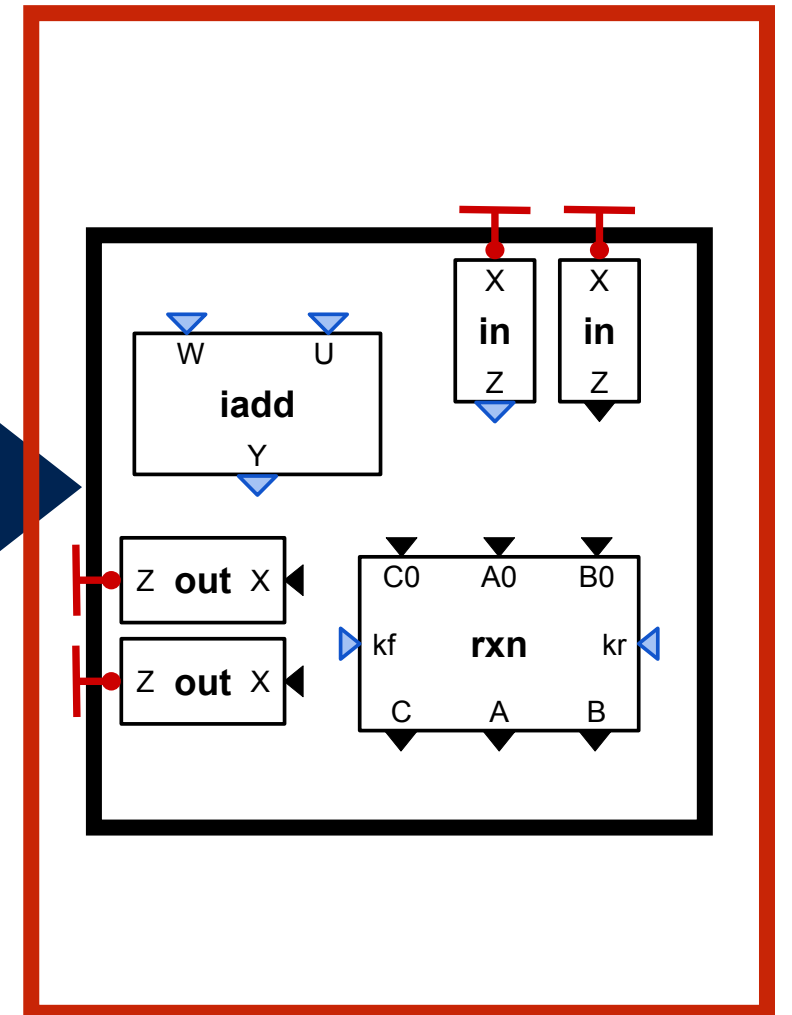 X X
in in
Z Z
W U
iadd
Y
Z out X
Z out X
C0 A0 B0
kf rxn kr
C A B